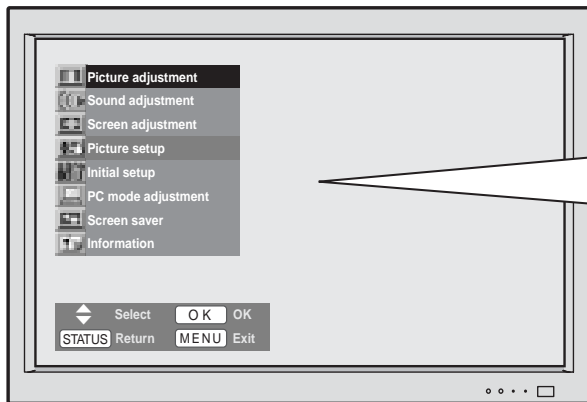 Picture adjustment
Sound adjustment
Screen adjustment
Picture setup
Initial setup
PC mode adjustment
Screen saver
Information
Select OK OK
STATUS Return MENU Exit